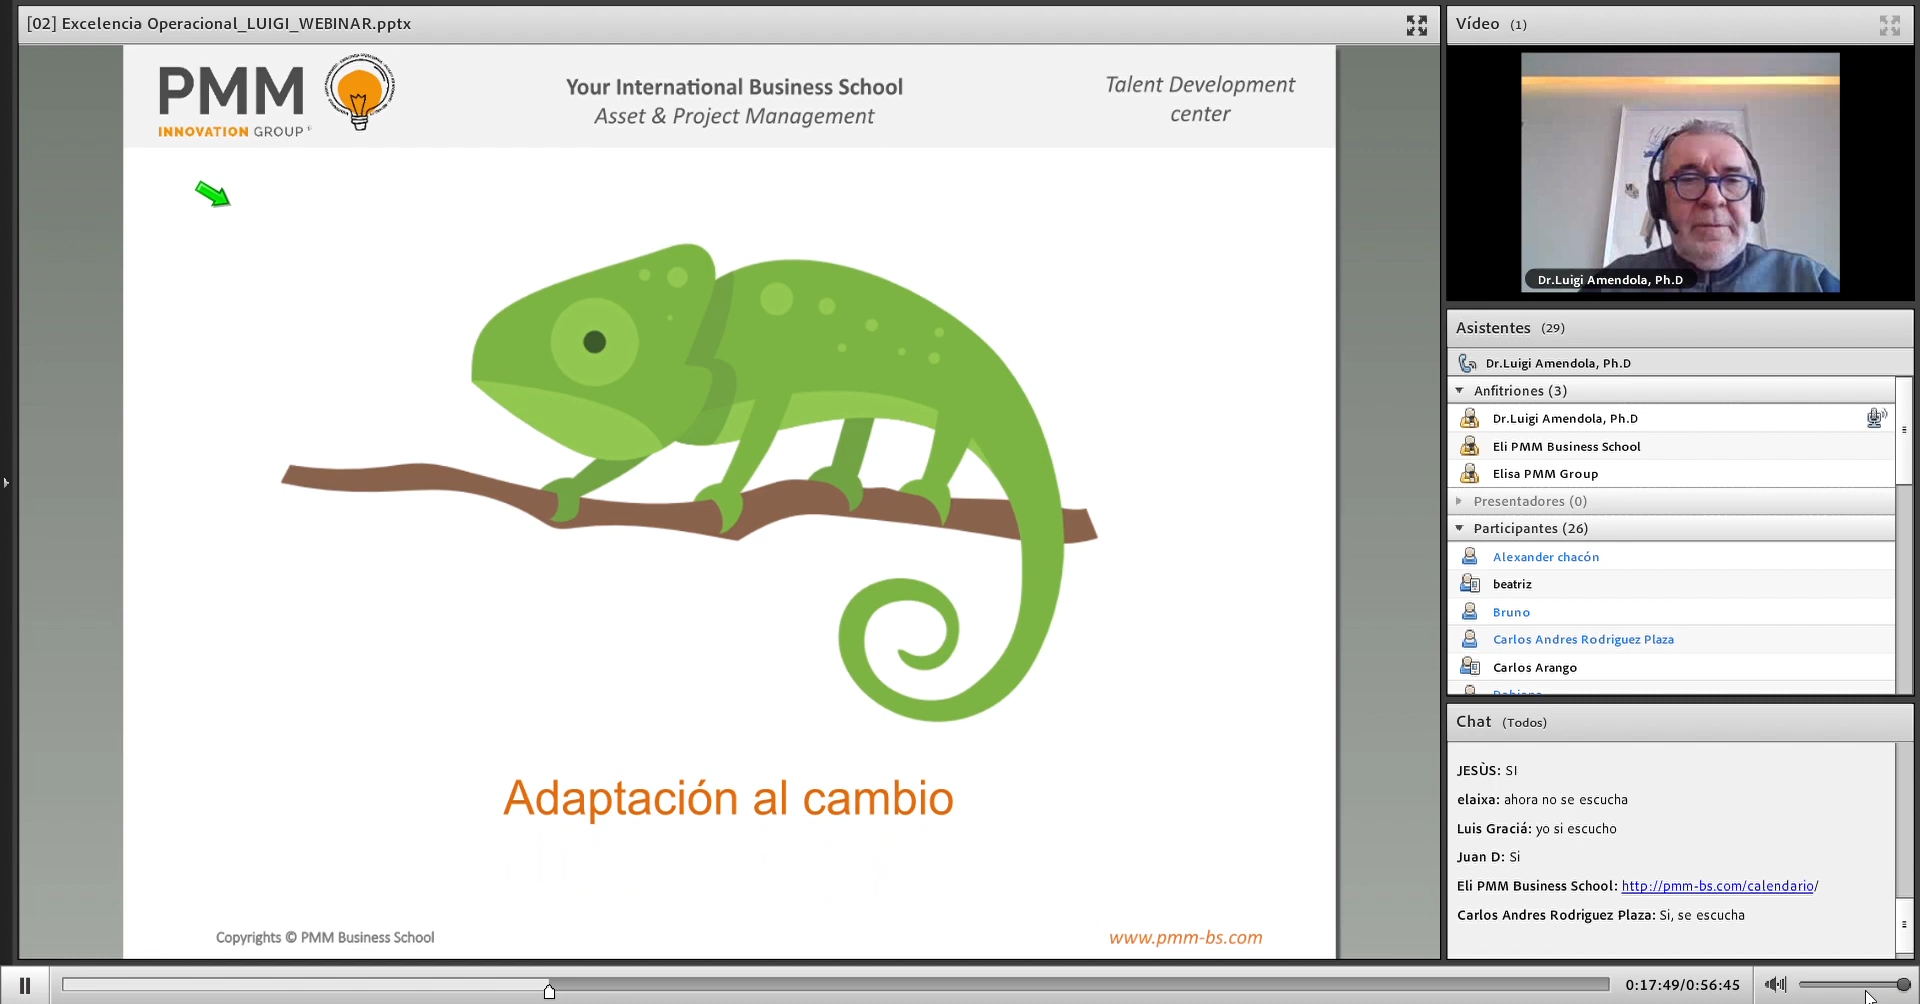 [02] Excelencia Operacional_LUIGI_WEBINAR.pptx
PMM
INNOVATION GROUP
Your International Business School
Asset & Project Management
Talent Development
center
Adaptación al cambio
Copyrights © PMM Business School
www.pmm-bs.com
Vídeo (1)
Dr.Luigi Amendola, Ph.D
Asistentes (29)
Dr.Luigi Amendola, Ph.D
Anfitriones (3)
Dr.Luigi Amendola, Ph.D
Eli PMM Business School
Elisa PMM Group
Presentadores (0)
Participantes (26)
Alexander chacón
beatriz
Bruno
Carlos Andres Rodriguez Plaza
Carlos Arango
Chat (Todos)
JESÙS: SI
elaixa: ahora no se escucha
Luis Graciá: yo si escucho
Juan D: Si
Eli PMM Business School: http://pmm-bs.com/calendario/
Carlos Andres Rodriguez Plaza: Si, se escucha
0:17:49/0:56:45